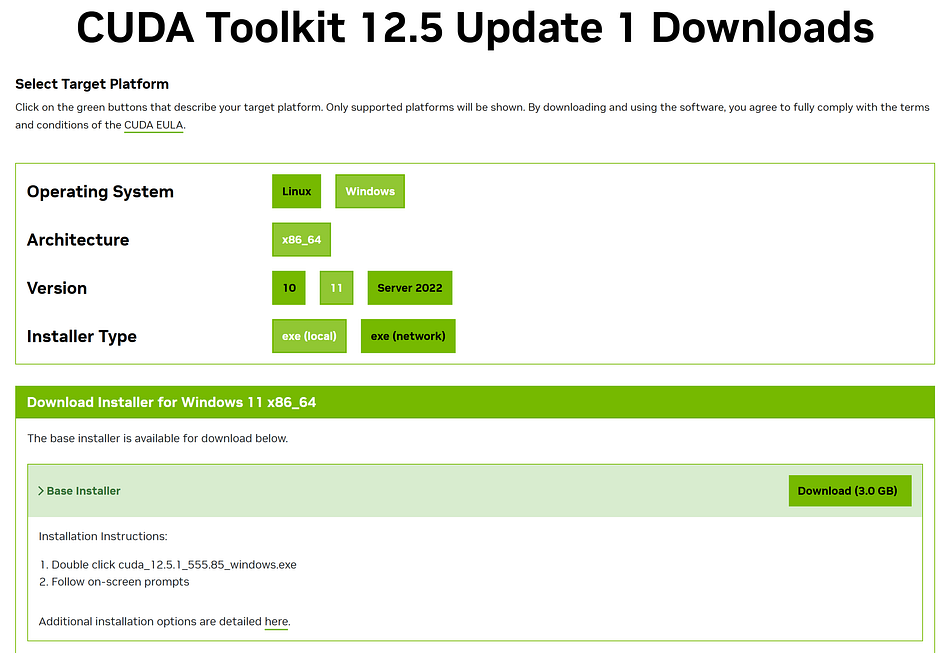 CUDA Toolkit 12.5 Update 1 Downloads
Select Target Platform
Click on the green buttons that describe your target platform. Only supported platforms will be shown. By downloading and using the software, you agree to fully comply with the terms
and conditions of the CUDA EULA.
Operating System Linux Windows
Architecture x86_64
Version 10 11 Server 2022
Installer Type exe (local) exe (network)
Download Installer for Windows 11 x86_64
The base installer is available for download below.
Base Installer Download (3.0 GB)
Installation Instructions:
1. Double click cuda_12.5.1_555.85_windows.exe
2. Follow on-screen prompts
Additional installation options are detailed here.